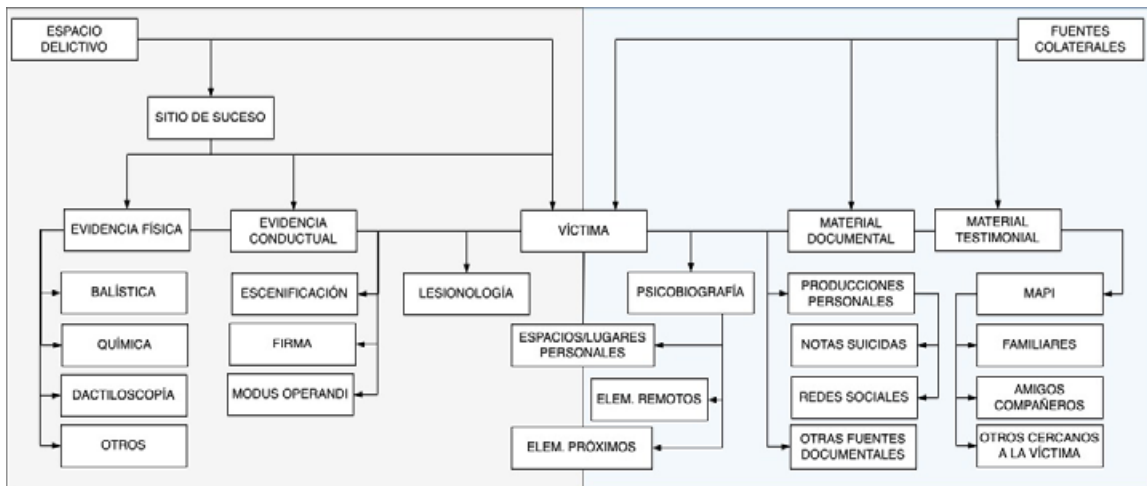 ESPACIO
DELICTIVO
FUENTES
COLATERALES
SITIO DE SUCESO
EVIDENCIA FÍSICA
EVIDENCIA
CONDUCTUAL
VÍCTIMA
MATERIAL
DOCUMENTAL
MATERIAL
TESTIMONIAL
BALÍSTICA
QUÍMICA
DACTILOSCOPÍA
OTROS
ESCENIFICACIÓN
FIRMA
MODUS OPERANDI
LESIONOLOGÍA
PSICOBIOGRAFÍA
ESPACIOS/LUGARES
PERSONALES
ELEM. REMOTOS
ELEM. PRÓXIMOS
PRODUCCIONES
PERSONALES
NOTAS SUICIDAS
REDES SOCIALES
OTRAS FUENTES
DOCUMENTALES
MAPI
FAMILIARES
AMIGOS
COMPAÑEROS
OTROS CERCANOS
A LA VÍCTIMA